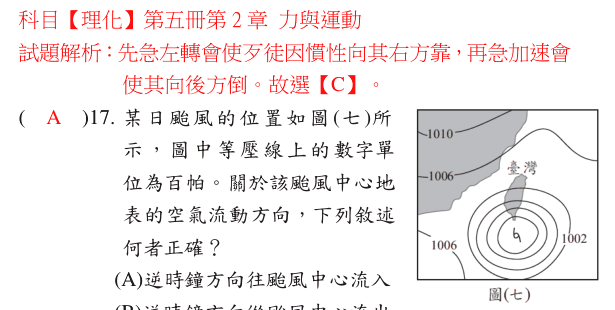 科目【理化】第五冊第 2 章 力與運動
試題解析：先急左轉會使歹徒因慣性向其右方靠，再急加速會
使其向後方倒。故選【C】。
( A )17. 某日颱風的位置如圖(七)所
示，圖中等壓線上的數字單
位為百帕。關於該颱風中心地
表的空氣流動方向，下列敘述
何者正確？
(A)逆時鐘方向往颱風中心流入
1010
1006
臺灣
1006
1002
圖(七)